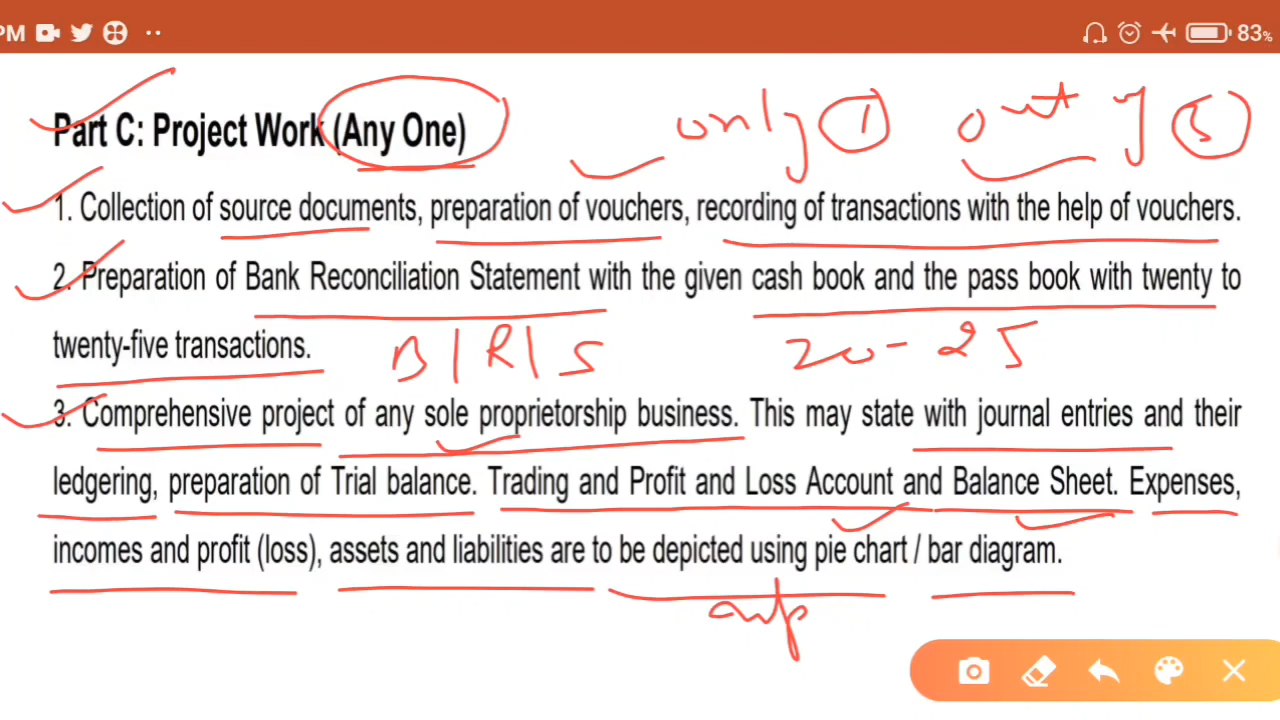 PM 83%
Part C: Project Work (Any One) only 1 out of 3
1. Collection of source documents, preparation of vouchers, recording of transactions with the help of vouchers.
2. Preparation of Bank Reconciliation Statement with the given cash book and the pass book with twenty to
twenty-five transactions. B/R/S 20-25
3. Comprehensive project of any sole proprietorship business. This may state with journal entries and their
ledgering, preparation of Trial balance. Trading and Profit and Loss Account and Balance Sheet. Expenses,
incomes and profit (loss), assets and liabilities are to be depicted using pie chart / bar diagram.